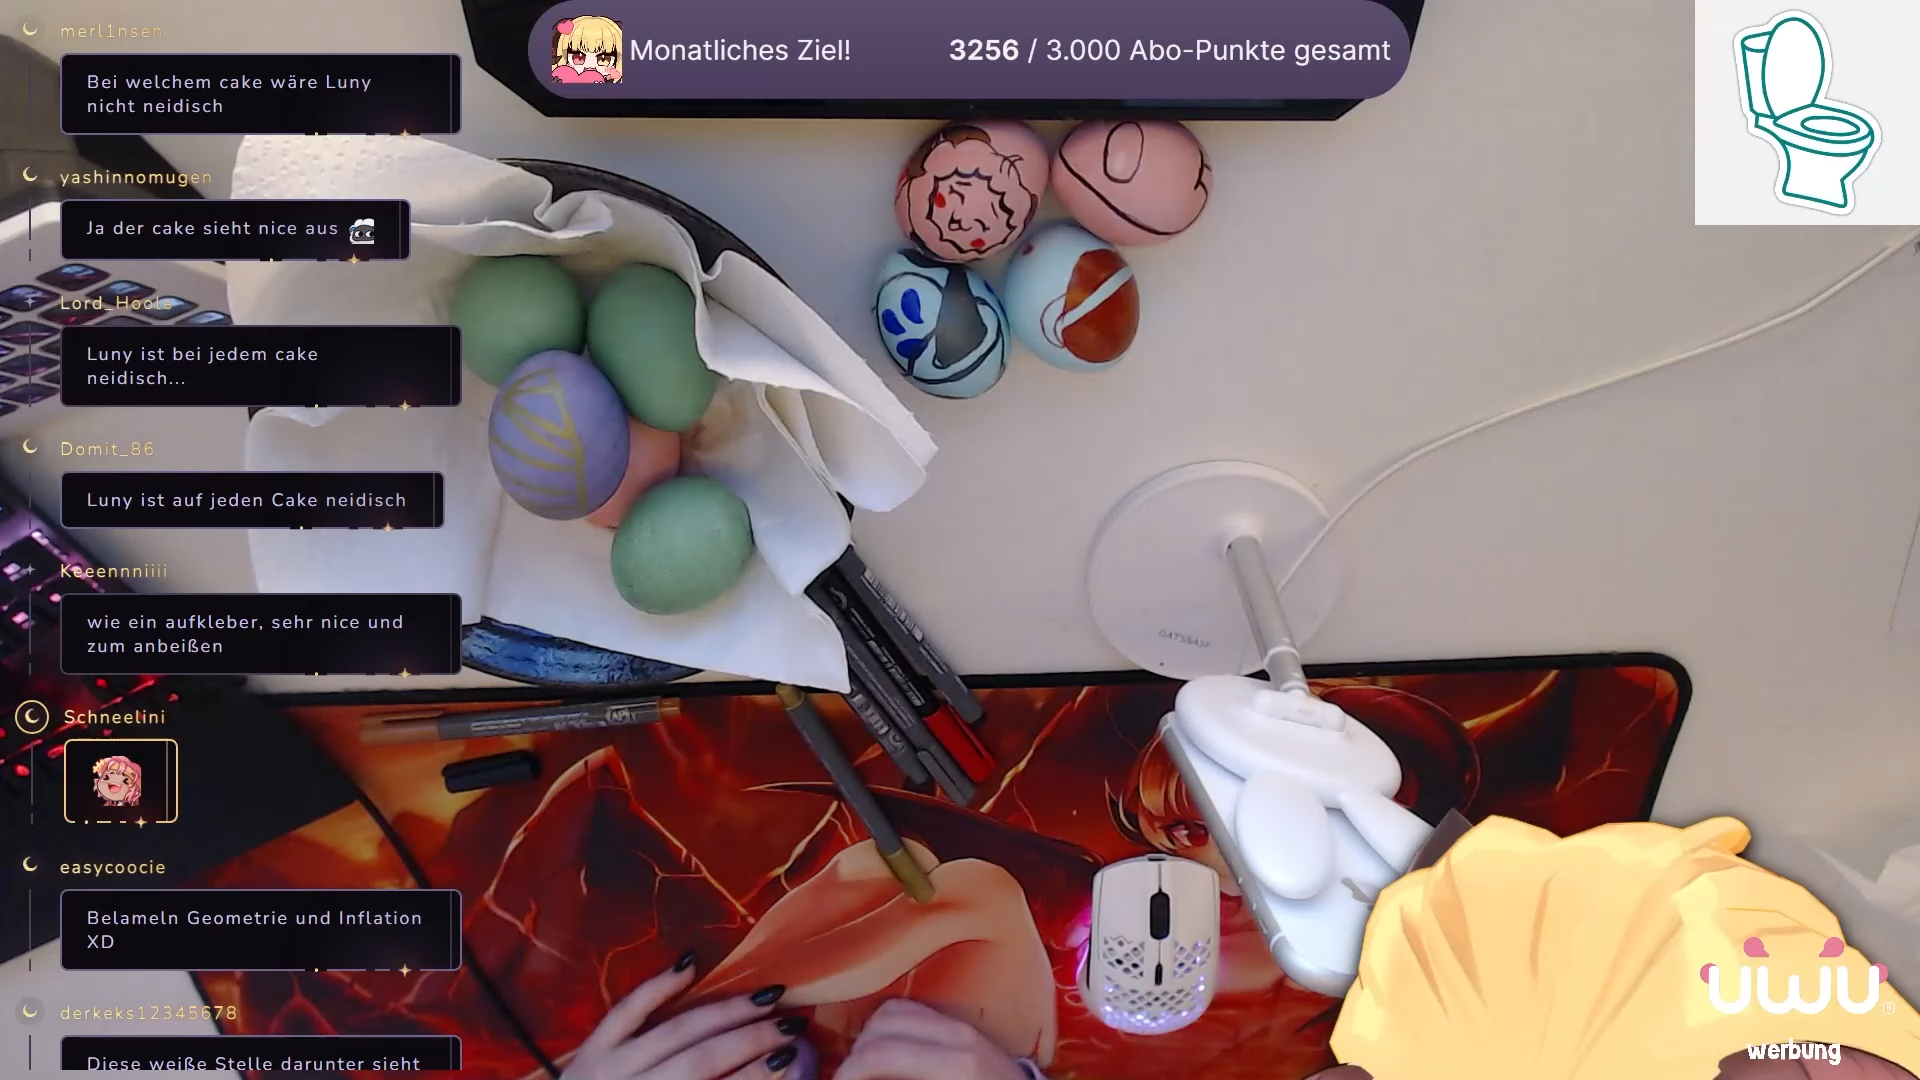 merl1nsen
Bei welchem cake wäre Luny
nicht neidisch
yashinnomugen
Ja der cake sieht nice aus
Lord_Hoole
Luny ist bei jedem cake
neidisch...
Domit_86
Luny ist auf jeden Cake neidisch
Keeennniiii
wie ein aufkleber, sehr nice und
zum anbeißen
Schneelini
easycoocie
Belameln Geometrie und Inflation
XD
derkeks12345678
Diese weiße Stelle darunter sieht
Monatliches Ziel!
3256 / 3.000 Abo-Punkte gesamt
UWU
werbung